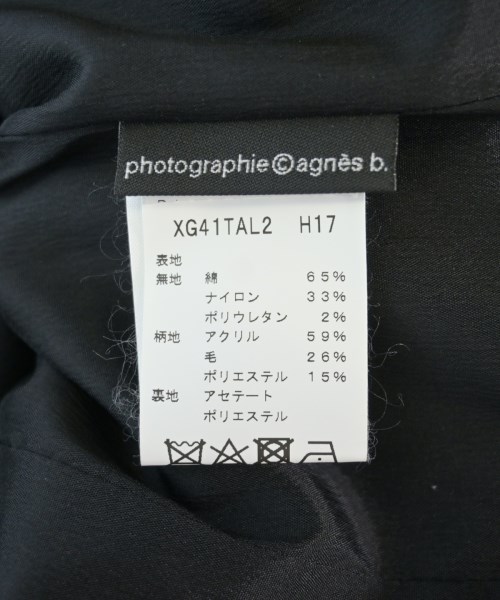 photographie©agnès b.
XG41TAL2 H17
表地
無地 綿 65%
ナイロン 33%
ポリウレタン 2%
柄地 アクリル 59%
毛 26%
ポリエステル 15%
裏地 アセテート
ポリエステル